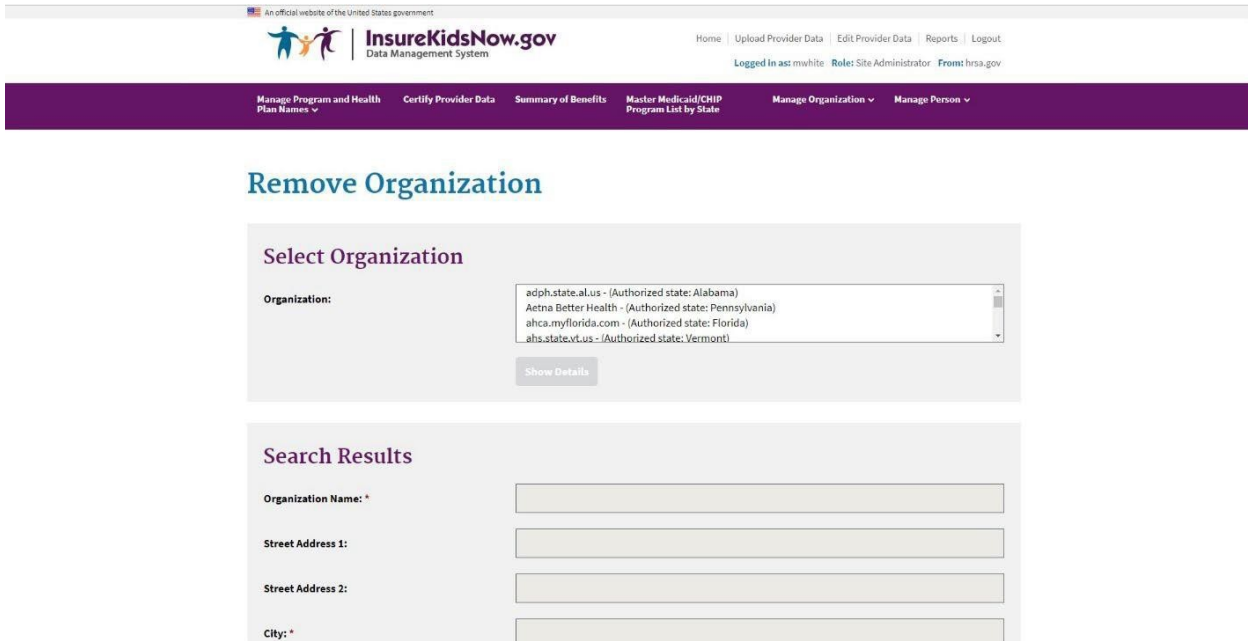 An official website of the United States government
InsureKidsNow.gov
Data Management System
Home | Upload Provider Data | Edit Provider Data | Reports | Logout
Logged in as: mwhite Role: Site Administrator From: hrsa.gov
Manage Program and Health Plan Names
Certify Provider Data
Summary of Benefits
Master Medicaid/CHIP Program List by State
Manage Organization
Manage Person
Remove Organization
Select Organization
Organization:
adph.state.al.us - (Authorized state: Alabama)
Aetna Better Health - (Authorized state: Pennsylvania)
ahca.myflorida.com - (Authorized state: Florida)
ahs.state.vt.us - (Authorized state: Vermont)
Show Details
Search Results
Organization Name: *
Street Address 1:
Street Address 2:
City: *